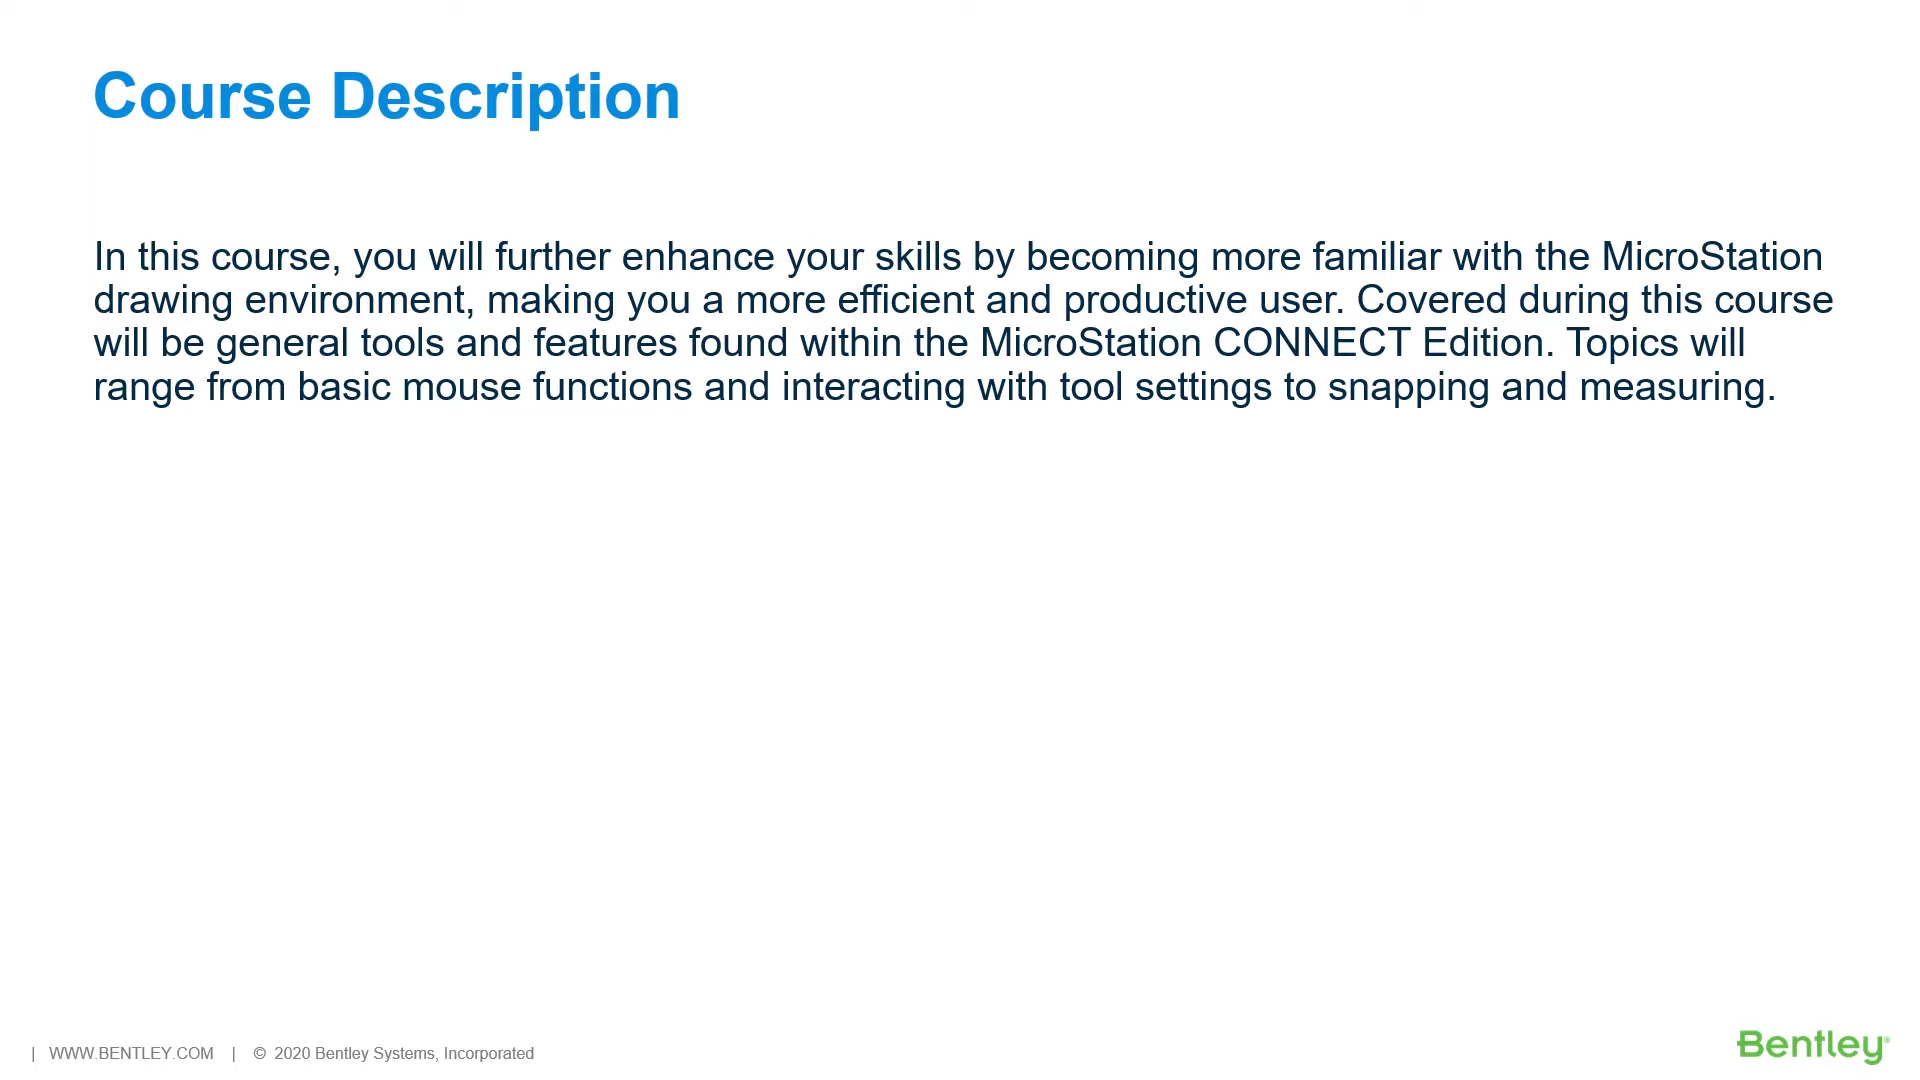 Course Description
In this course, you will further enhance your skills by becoming more familiar with the MicroStation
drawing environment, making you a more efficient and productive user. Covered during this course
will be general tools and features found within the MicroStation CONNECT Edition. Topics will
range from basic mouse functions and interacting with tool settings to snapping and measuring.
| WWW.BENTLEY.COM | © 2020 Bentley Systems, Incorporated
Bentley®